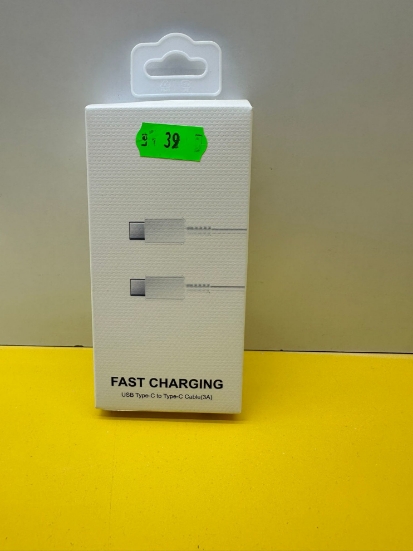 39
FAST CHARGING
USB Type-C to Type-C Cable(3A)